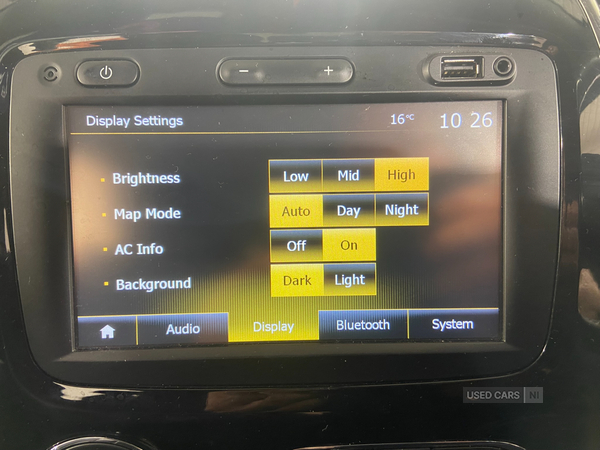 Display Settings 16°C 10 26
Brightness Low Mid High
Map Mode Auto Day Night
AC Info Off On
Background Dark Light
Audio Display Bluetooth System
USED CARS NI